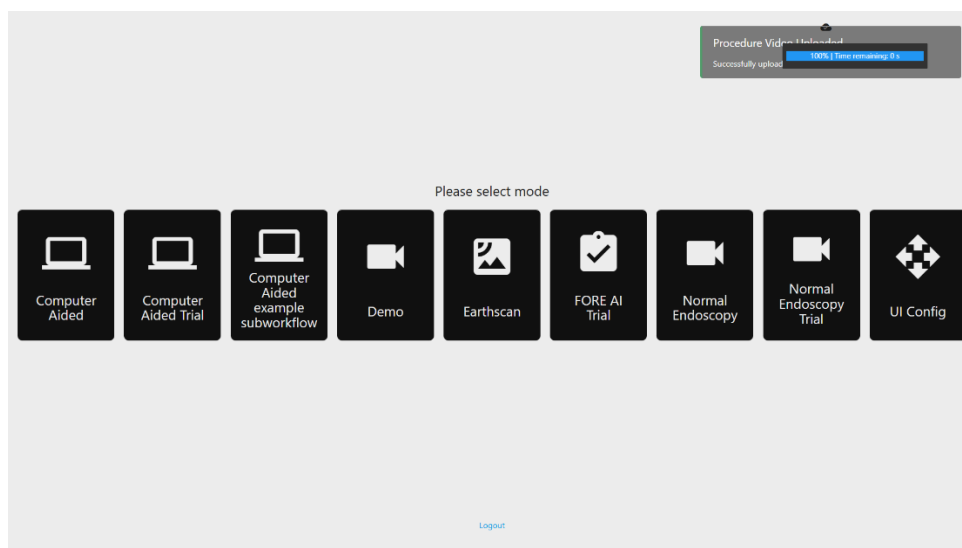 Procedure Video Uploaded
100% | Time remaining: 0 s
Successfully upload
Please select mode
Computer
Aided
Computer
Aided Trial
Computer
Aided
example
subworkflow
Demo
Earthscan
FORE AI
Trial
Normal
Endoscopy
Normal
Endoscopy
Trial
UI Config
Logout